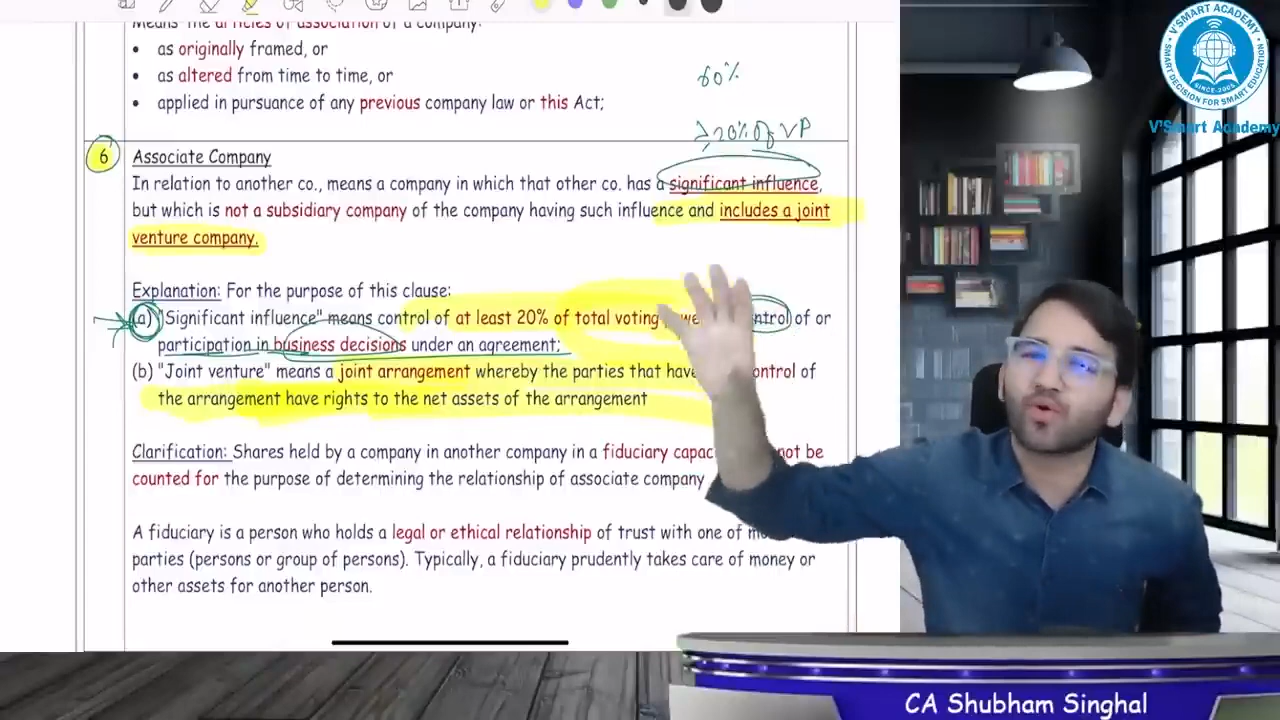 Means the articles of association of a company:
• as originally framed, or
• as altered from time to time, or
• applied in pursuance of any previous company law or this Act;
60%
≥20% of VP
6
Associate Company
In relation to another co., means a company in which that other co. has a significant influence,
but which is not a subsidiary company of the company having such influence and includes a joint
venture company.
Explanation: For the purpose of this clause:
(a) "Significant influence" means control of at least 20% of total voting control of or
participation in business decisions under an agreement;
(b) "Joint venture" means a joint arrangement whereby the parties that have control of
the arrangement have rights to the net assets of the arrangement
Clarification: Shares held by a company in another company in a fiduciary not be
counted for the purpose of determining the relationship of associate company
A fiduciary is a person who holds a legal or ethical relationship of trust with one of
parties (persons or group of persons). Typically, a fiduciary prudently takes care of money or
other assets for another person.
V'SMART ACADEMY
SINCE-2005
SMART DECISION FOR SMART EDUCATION
V'Smart Academy
CA Shubham Singhal